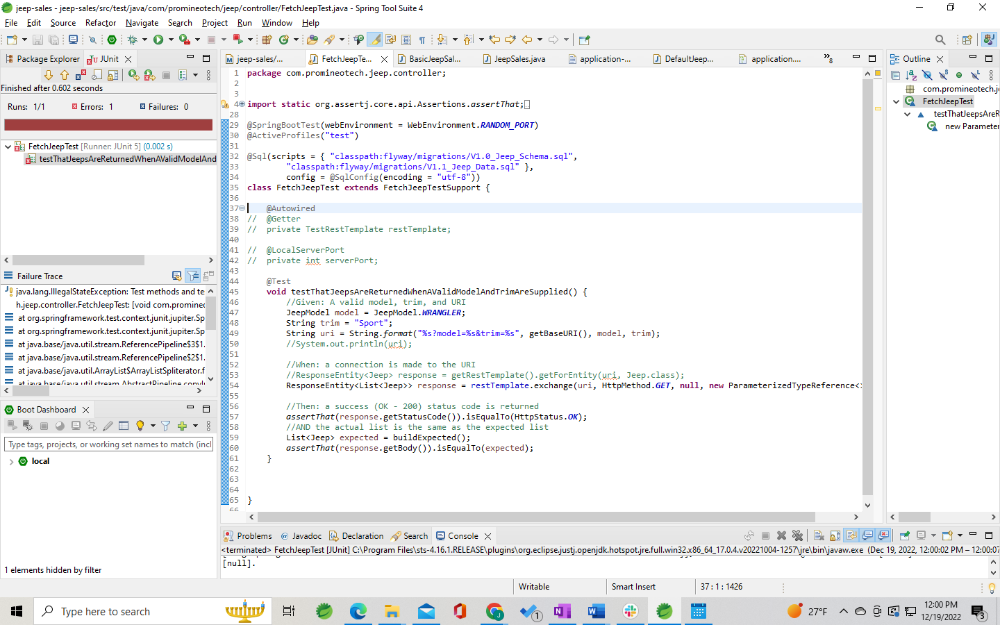 jeep-sales - jeep-sales/src/test/java/com/promineotech/jeep/controller/FetchJeepTest.java - Spring Tool Suite 4
File Edit Source Refactor Navigate Search Project Run Window Help
Package Explorer JUnit
Finished after 0.602 seconds
Runs: 1/1 Errors: 1 Failures: 0
FetchJeepTest [Runner: JUnit 5] (0.002 s)
testThatJeepsAreReturnedWhenAValidModelAnd
Failure Trace
java.lang.IllegalStateException: Test methods and te
h.jeep.controller.FetchJeepTest: [void com.prominec
at org.springframework.test.context.junit.jupiter.Sp
at org.springframework.test.context.junit.jupiter.Sp
at java.base/java.util.stream.ReferencePipeline$3$1.
at java.base/java.util.stream.ReferencePipeline$2$1.
at java.base/java.util.ArrayList$ArrayListSpliterator.f
at java.base/java.util.stream.AbstractPipeline.copyI
Boot Dashboard
Type tags, projects, or working set names to match (incl
local
1 elements hidden by filter
jeep-sales/... FetchJeepTe... BasicJeepSal... JeepSales.java application-... DefaultJeep... application.... »8
1 package com.promineotech.jeep.controller;
2
3
4 import static org.assertj.core.api.Assertions.assertThat;
28
29 @SpringBootTest(webEnvironment = WebEnvironment.RANDOM_PORT)
30 @ActiveProfiles("test")
31
32 @Sql(scripts = { "classpath:flyway/migrations/V1.0_Jeep_Schema.sql",
33 "classpath:flyway/migrations/V1.1_Jeep_Data.sql" },
34 config = @SqlConfig(encoding = "utf-8"))
35 class FetchJeepTest extends FetchJeepTestSupport {
36
37 @Autowired
38 // @Getter
39 // private TestRestTemplate restTemplate;
40
41 // @LocalServerPort
42 // private int serverPort;
43
44 @Test
45 void testThatJeepsAreReturnedWhenAValidModelAndTrimAreSupplied() {
46 //Given: A valid model, trim, and URI
47 JeepModel model = JeepModel.WRANGLER;
48 String trim = "Sport";
49 String uri = String.format("%s?model=%s&trim=%s", getBaseURI(), model, trim);
50 //System.out.println(uri);
51
52 //When: a connection is made to the URI
53 //ResponseEntity<Jeep> response = getRestTemplate().getForEntity(uri, Jeep.class);
54 ResponseEntity<List<Jeep>> response = restTemplate.exchange(uri, HttpMethod.GET, null, new ParameterizedTypeReference<
55
56 //Then: a success (OK - 200) status code is returned
57 assertThat(response.getStatusCode()).isEqualTo(HttpStatus.OK);
58 //AND the actual list is the same as the expected list
59 List<Jeep> expected = buildExpected();
60 assertThat(response.getBody()).isEqualTo(expected);
61 }
62
63
64
65 }
66
Outline
com.promineotech.j
FetchJeepTest
testThatJeepsAreR
new Parameter
Problems Javadoc Declaration Search Console
<terminated> FetchJeepTest [JUnit] C:\Program Files\sts-4.16.1.RELEASE\plugins\org.eclipse.justj.openjdk.hotspot.jre.full.win32.x86_64_17.0.4.v20221004-1257\jre\bin\javaw.exe (Dec 19, 2022, 12:00:02 PM – 12:00:07
[null].
Writable Smart Insert 37 : 1 : 1426
Type here to search
1
27°F
12:00 PM
12/19/2022
3